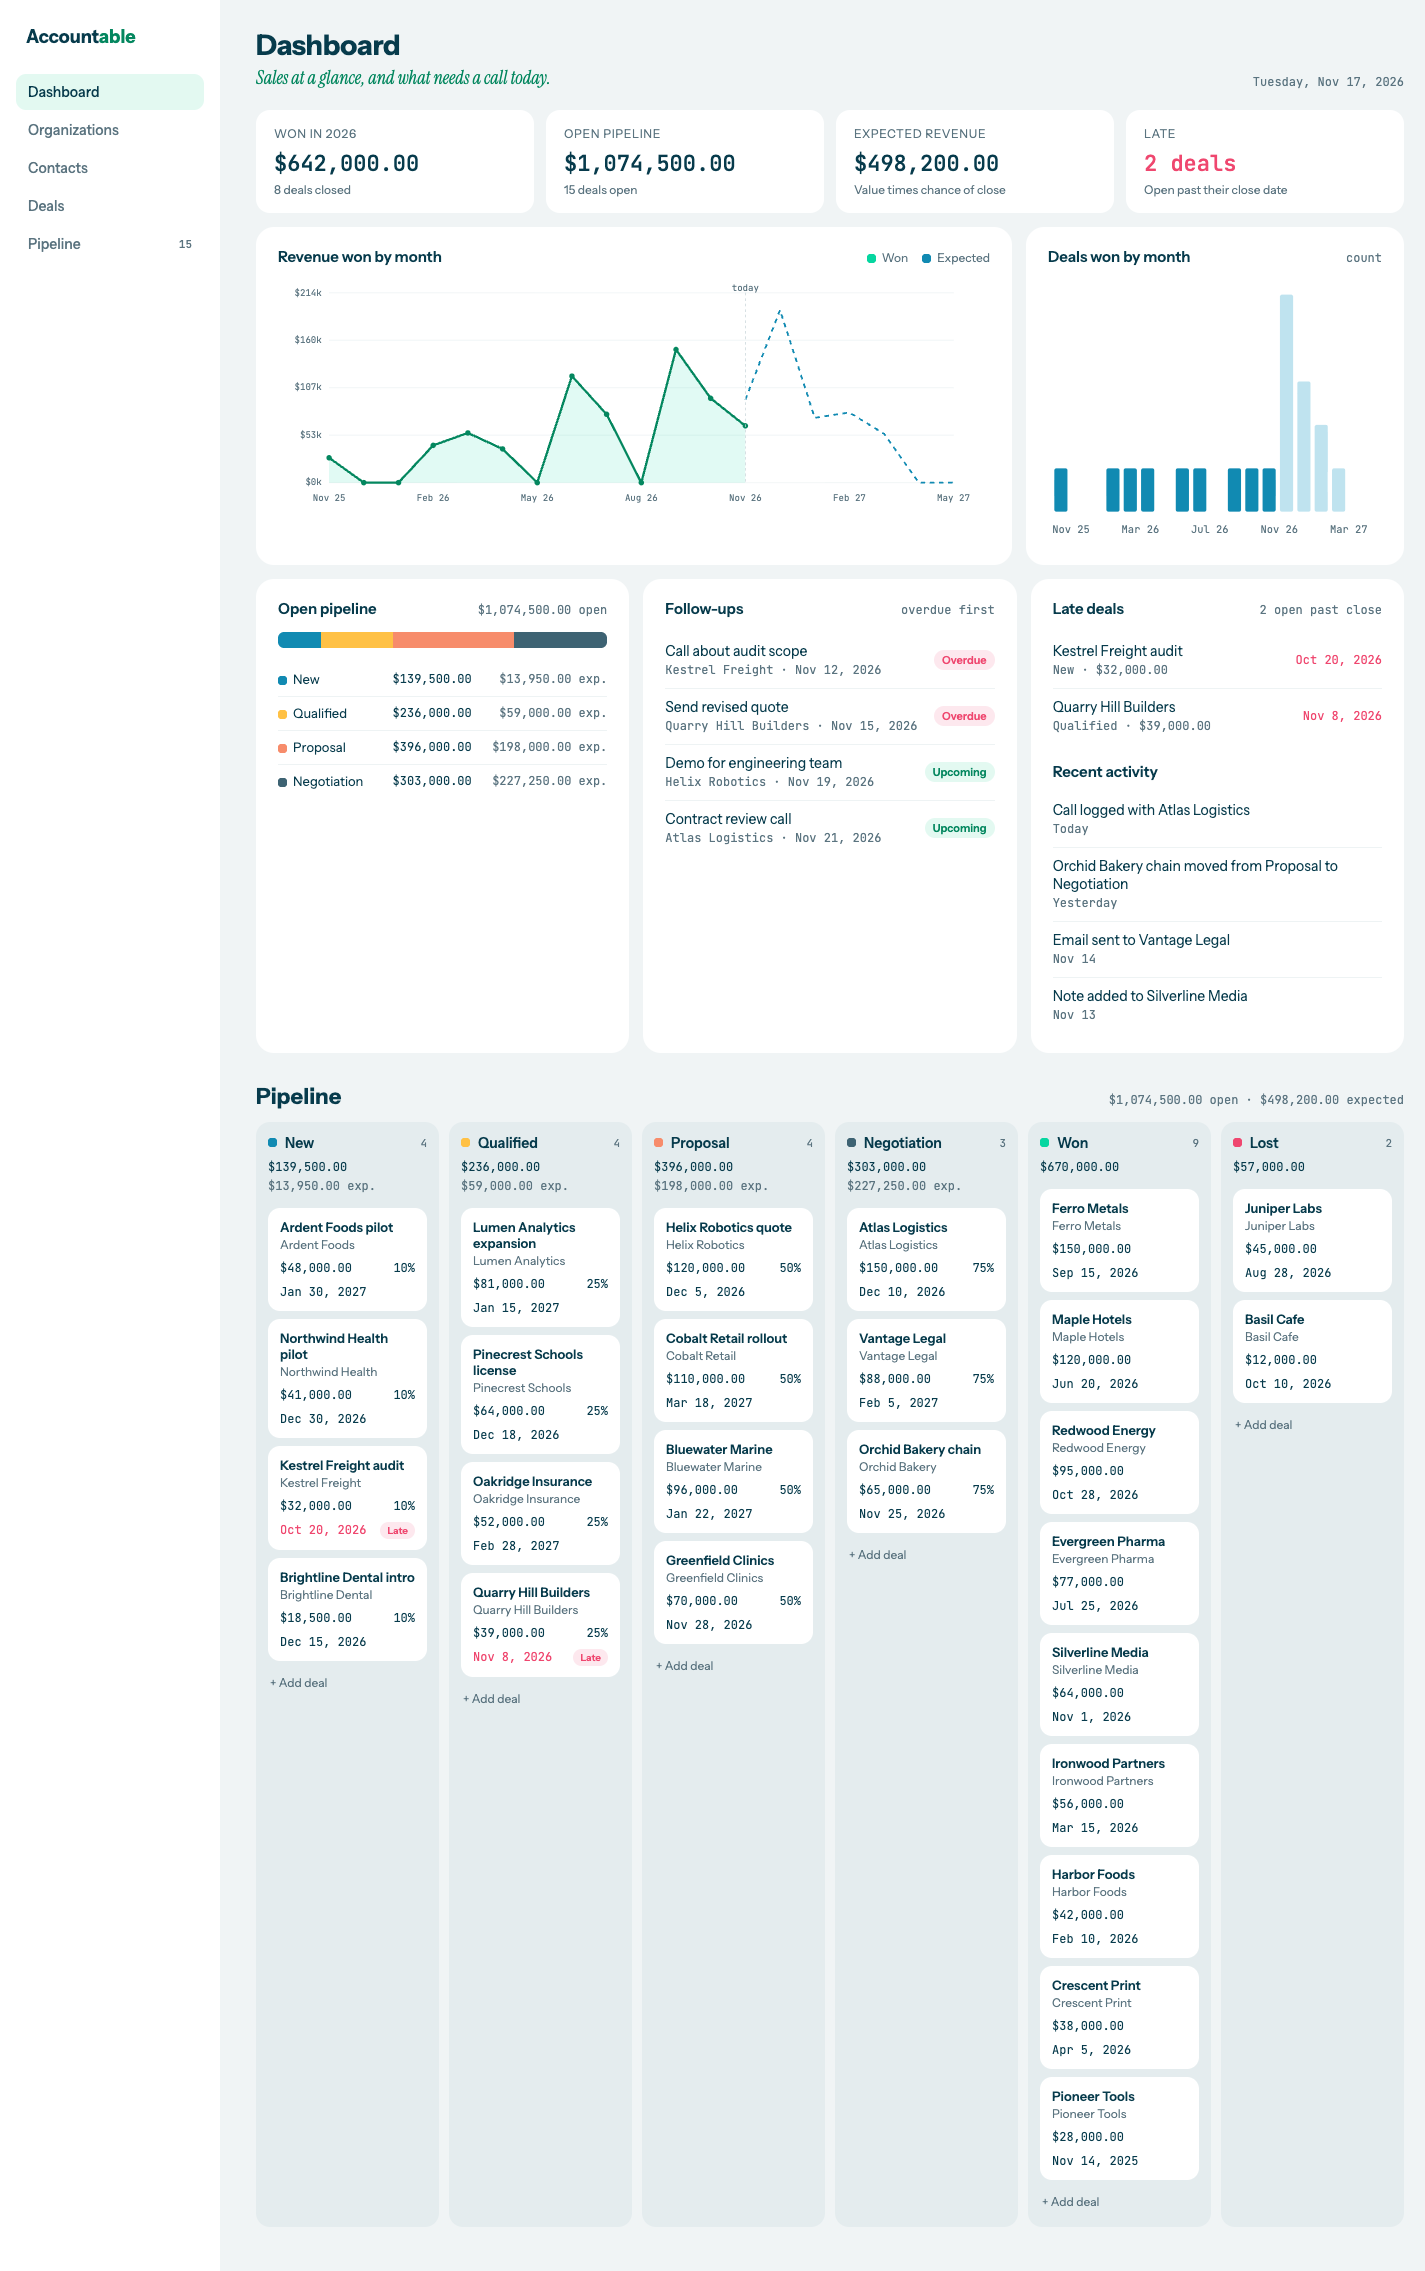 Accountable
Dashboard
Organizations
Contacts
Deals
Pipeline 15
Dashboard
Sales at a glance, and what needs a call today.
Tuesday, Nov 17, 2026
WON IN 2026
$642,000.00
8 deals closed
OPEN PIPELINE
$1,074,500.00
15 deals open
EXPECTED REVENUE
$498,200.00
Value times chance of close
LATE
2 deals
Open past their close date
Revenue won by month
Won Expected
today
$214k
$160k
$107k
$53k
$0k
Nov 25 Feb 26 May 26 Aug 26 Nov 26 Feb 27 May 27
Deals won by month count
Nov 25 Mar 26 Jul 26 Nov 26 Mar 27
Open pipeline $1,074,500.00 open
New $139,500.00 $13,950.00 exp.
Qualified $236,000.00 $59,000.00 exp.
Proposal $396,000.00 $198,000.00 exp.
Negotiation $303,000.00 $227,250.00 exp.
Follow-ups overdue first
Call about audit scope
Kestrel Freight · Nov 12, 2026
Overdue
Send revised quote
Quarry Hill Builders · Nov 15, 2026
Overdue
Demo for engineering team
Helix Robotics · Nov 19, 2026
Upcoming
Contract review call
Atlas Logistics · Nov 21, 2026
Upcoming
Late deals 2 open past close
Kestrel Freight audit
New · $32,000.00
Oct 20, 2026
Quarry Hill Builders
Qualified · $39,000.00
Nov 8, 2026
Recent activity
Call logged with Atlas Logistics
Today
Orchid Bakery chain moved from Proposal to
Negotiation
Yesterday
Email sent to Vantage Legal
Nov 14
Note added to Silverline Media
Nov 13
Pipeline
$1,074,500.00 open · $498,200.00 expected
New 4
$139,500.00
$13,950.00 exp.
Ardent Foods pilot
Ardent Foods
$48,000.00 10%
Jan 30, 2027
Northwind Health
pilot
Northwind Health
$41,000.00 10%
Dec 30, 2026
Kestrel Freight audit
Kestrel Freight
$32,000.00 10%
Oct 20, 2026 Late
Brightline Dental intro
Brightline Dental
$18,500.00 10%
Dec 15, 2026
+ Add deal
Qualified 4
$236,000.00
$59,000.00 exp.
Lumen Analytics
expansion
Lumen Analytics
$81,000.00 25%
Jan 15, 2027
Pinecrest Schools
license
Pinecrest Schools
$64,000.00 25%
Dec 18, 2026
Oakridge Insurance
Oakridge Insurance
$52,000.00 25%
Feb 28, 2027
Quarry Hill Builders
Quarry Hill Builders
$39,000.00 25%
Nov 8, 2026 Late
+ Add deal
Proposal 4
$396,000.00
$198,000.00 exp.
Helix Robotics quote
Helix Robotics
$120,000.00 50%
Dec 5, 2026
Cobalt Retail rollout
Cobalt Retail
$110,000.00 50%
Mar 18, 2027
Bluewater Marine
Bluewater Marine
$96,000.00 50%
Jan 22, 2027
Greenfield Clinics
Greenfield Clinics
$70,000.00 50%
Nov 28, 2026
+ Add deal
Negotiation 3
$303,000.00
$227,250.00 exp.
Atlas Logistics
Atlas Logistics
$150,000.00 75%
Dec 10, 2026
Vantage Legal
Vantage Legal
$88,000.00 75%
Feb 5, 2027
Orchid Bakery chain
Orchid Bakery
$65,000.00 75%
Nov 25, 2026
+ Add deal
Won 9
$670,000.00
Ferro Metals
Ferro Metals
$150,000.00
Sep 15, 2026
Maple Hotels
Maple Hotels
$120,000.00
Jun 20, 2026
Redwood Energy
Redwood Energy
$95,000.00
Oct 28, 2026
Evergreen Pharma
Evergreen Pharma
$77,000.00
Jul 25, 2026
Silverline Media
Silverline Media
$64,000.00
Nov 1, 2026
Ironwood Partners
Ironwood Partners
$56,000.00
Mar 15, 2026
Harbor Foods
Harbor Foods
$42,000.00
Feb 10, 2026
Crescent Print
Crescent Print
$38,000.00
Apr 5, 2026
Pioneer Tools
Pioneer Tools
$28,000.00
Nov 14, 2025
+ Add deal
Lost 2
$57,000.00
Juniper Labs
Juniper Labs
$45,000.00
Aug 28, 2026
Basil Cafe
Basil Cafe
$12,000.00
Oct 10, 2026
+ Add deal